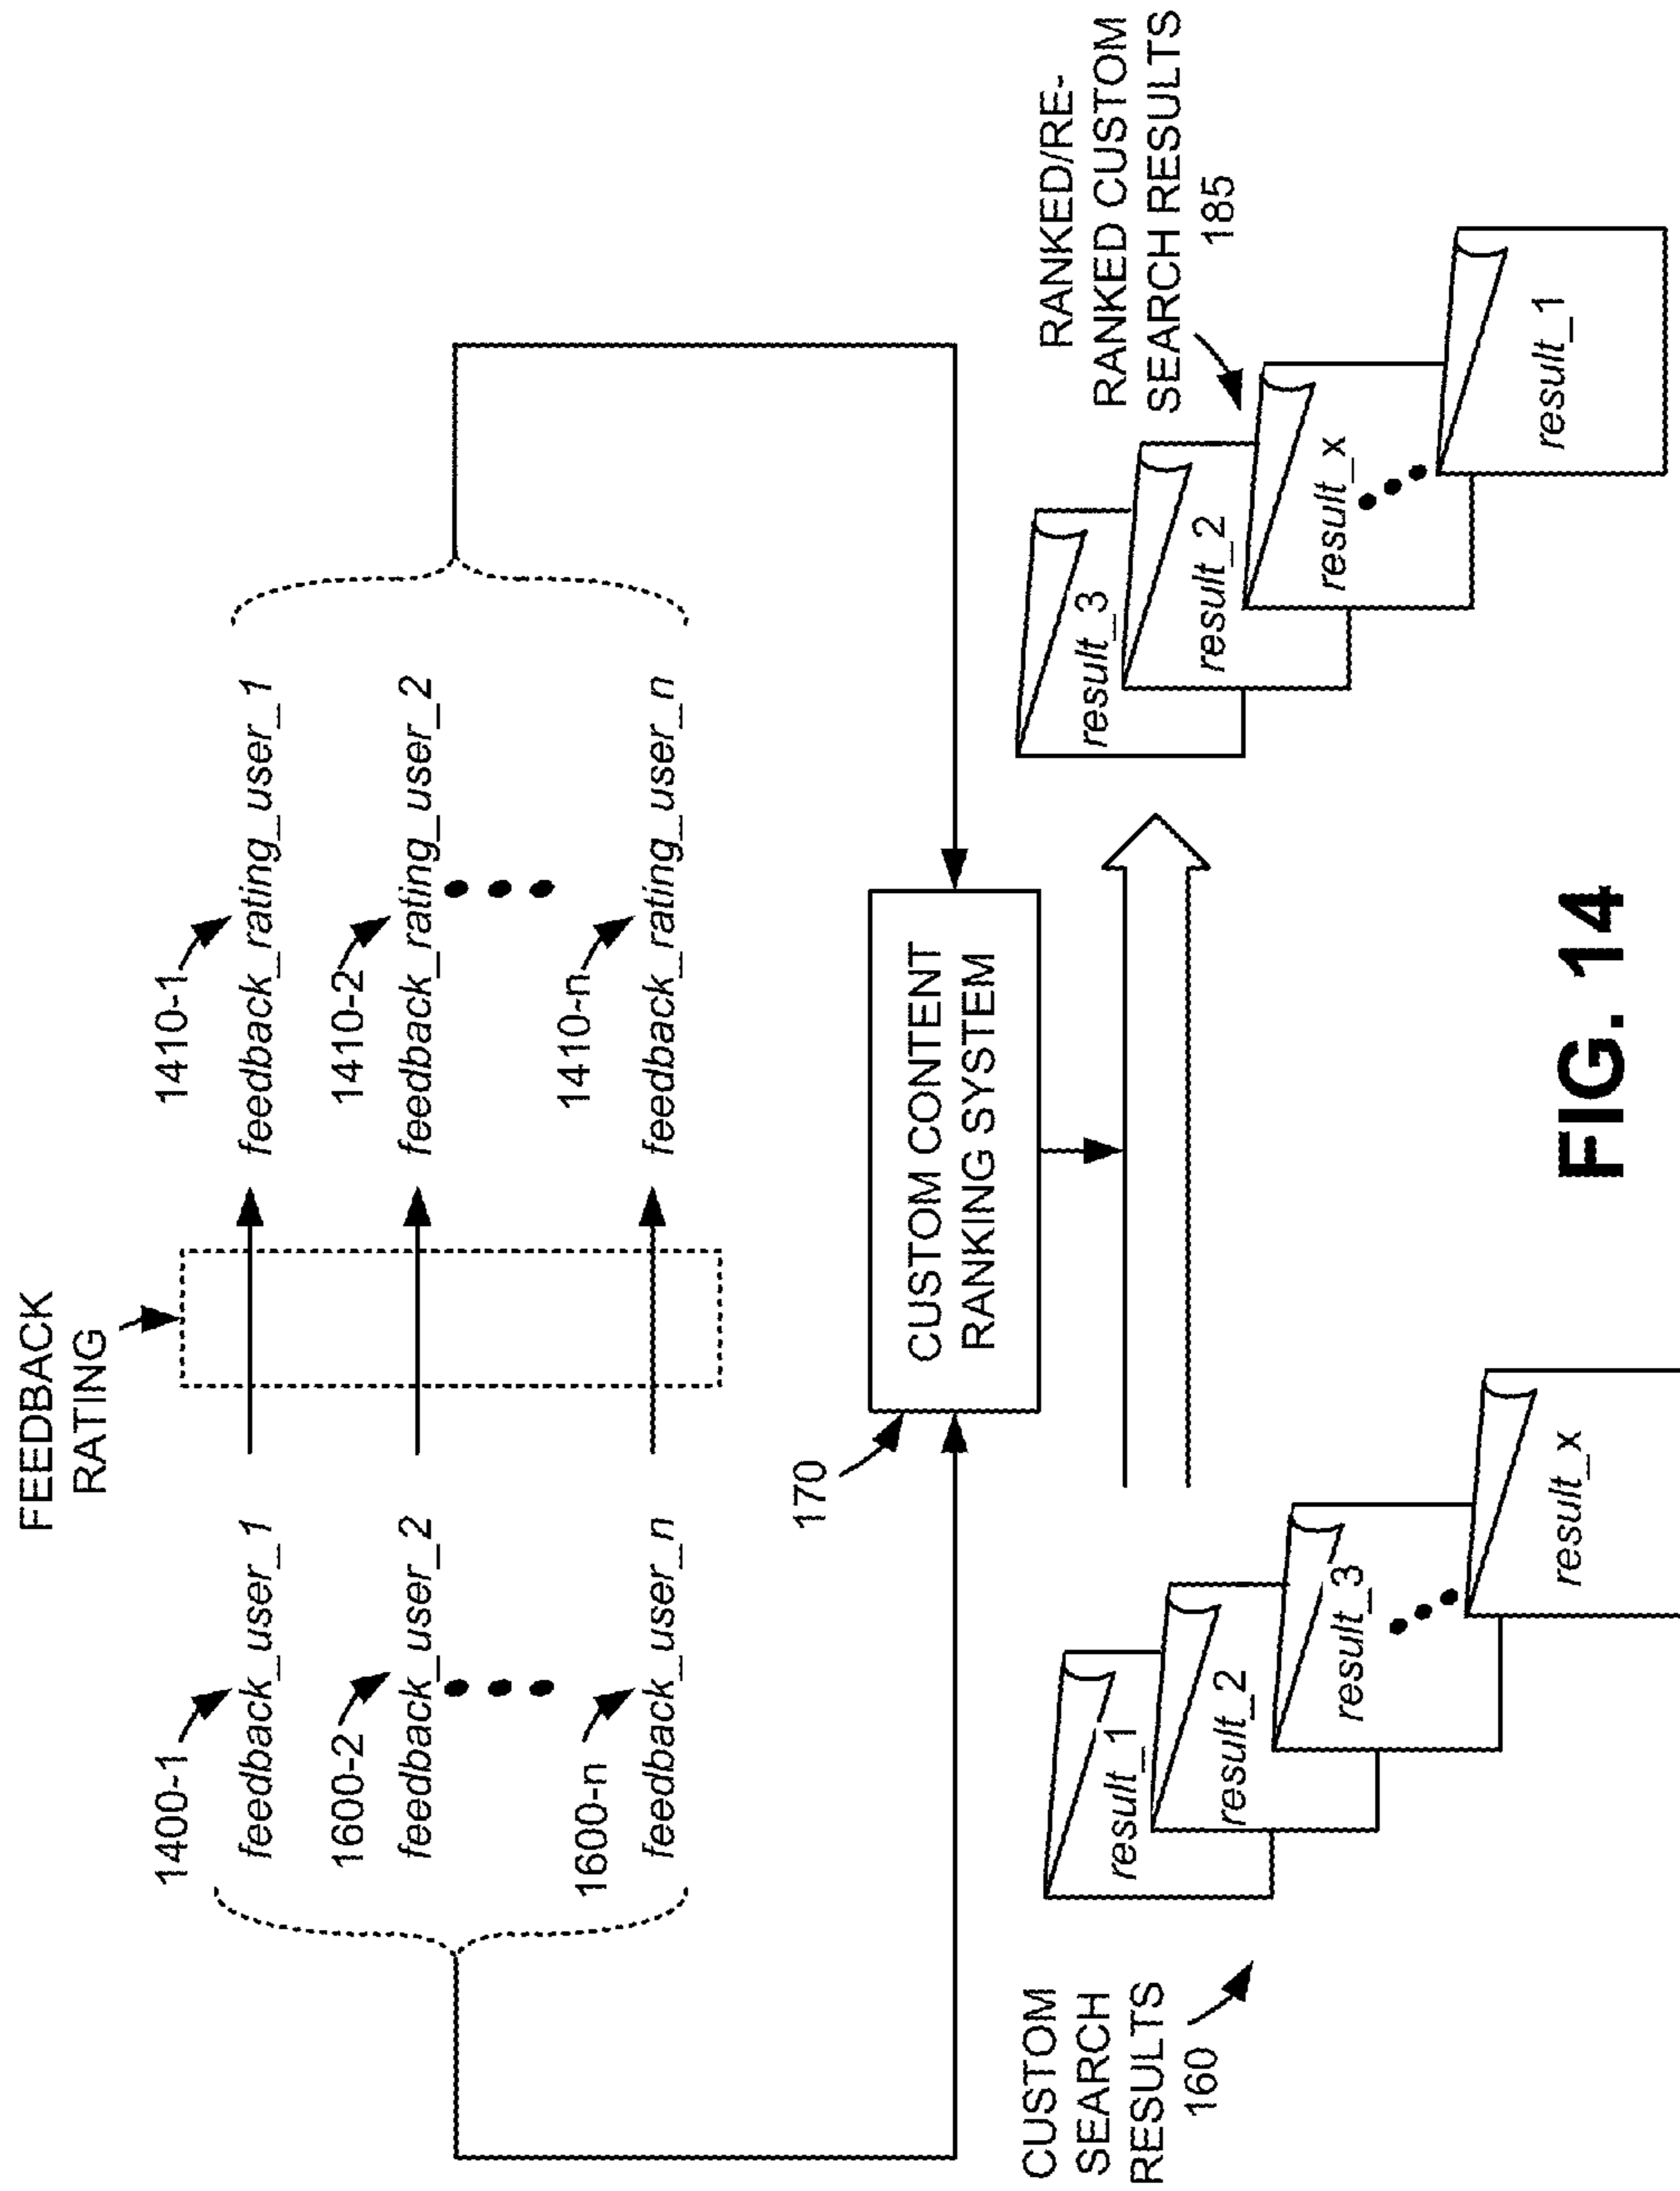 FEEDBACK
RATING
1400-1
feedback_user_1
1410-1
feedback_rating_user_1
1600-2
feedback_user_2
1410-2
feedback_rating_user_2
1600-n
feedback_user_n
1410-n
feedback_rating_user_n
170
CUSTOM CONTENT
RANKING SYSTEM
CUSTOM
SEARCH
RESULTS
160
result_1
result_2
result_3
result_x
RANKED/RE-
RANKED CUSTOM
SEARCH RESULTS
185
result_3
result_2
result_x
result_1
FIG. 14